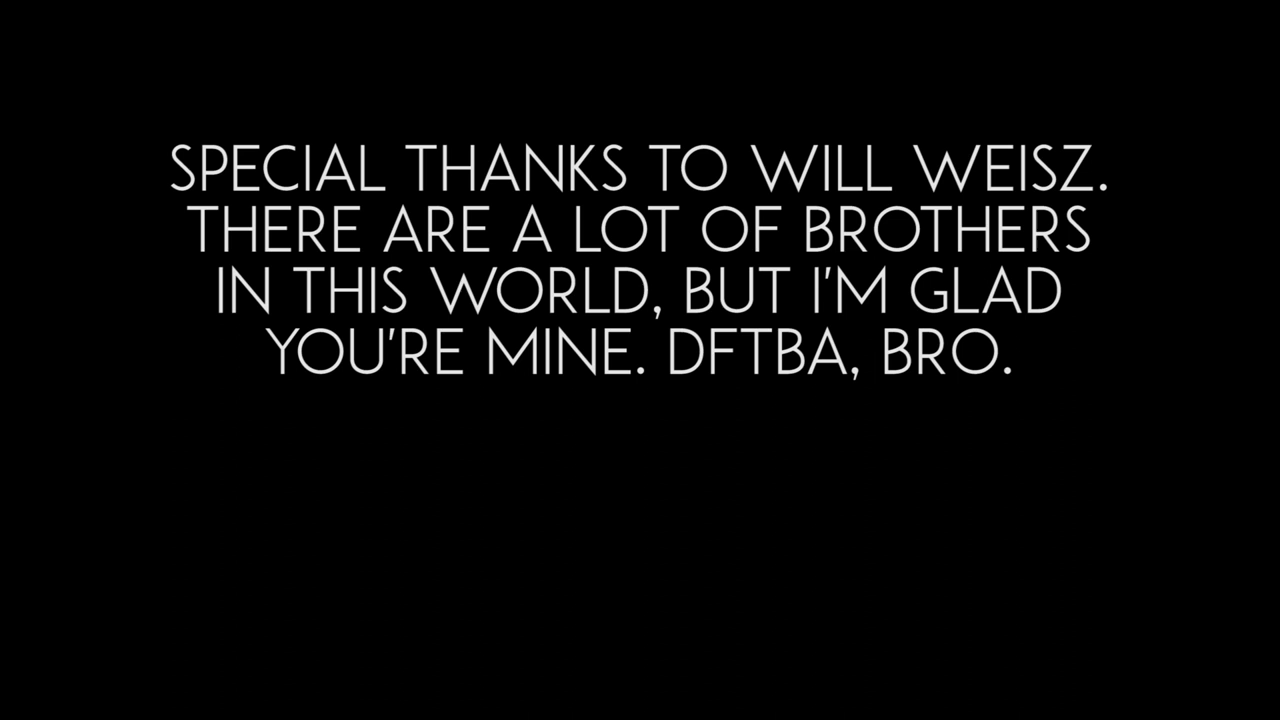 SPECIAL THANKS TO WILL WEISZ.
THERE ARE A LOT OF BROTHERS
IN THIS WORLD, BUT I'M GLAD
YOU'RE MINE. DFTBA, BRO.